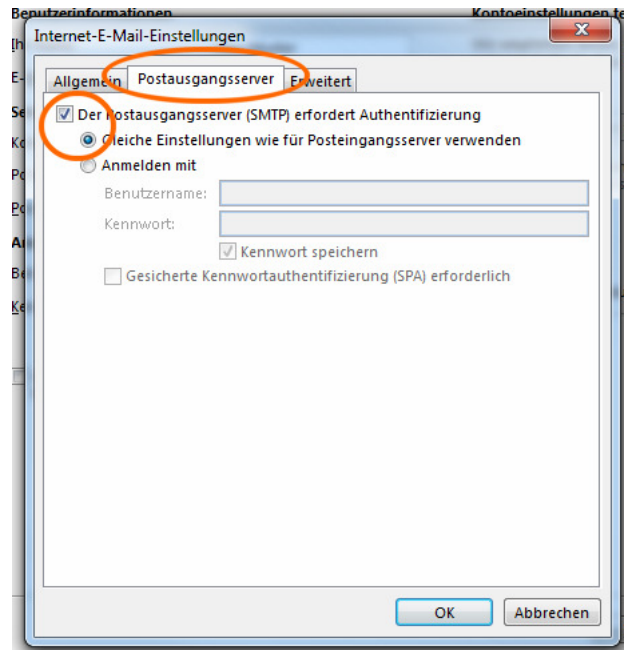 Benutzerinformationen Kontoeinstellungen te
Internet-E-Mail-Einstellungen
Allgemein Postausgangsserver Erweitert
Der Postausgangsserver (SMTP) erfordert Authentifizierung
Gleiche Einstellungen wie für Posteingangsserver verwenden
Anmelden mit
Benutzername:
Kennwort:
Kennwort speichern
Gesicherte Kennwortauthentifizierung (SPA) erforderlich
OK Abbrechen